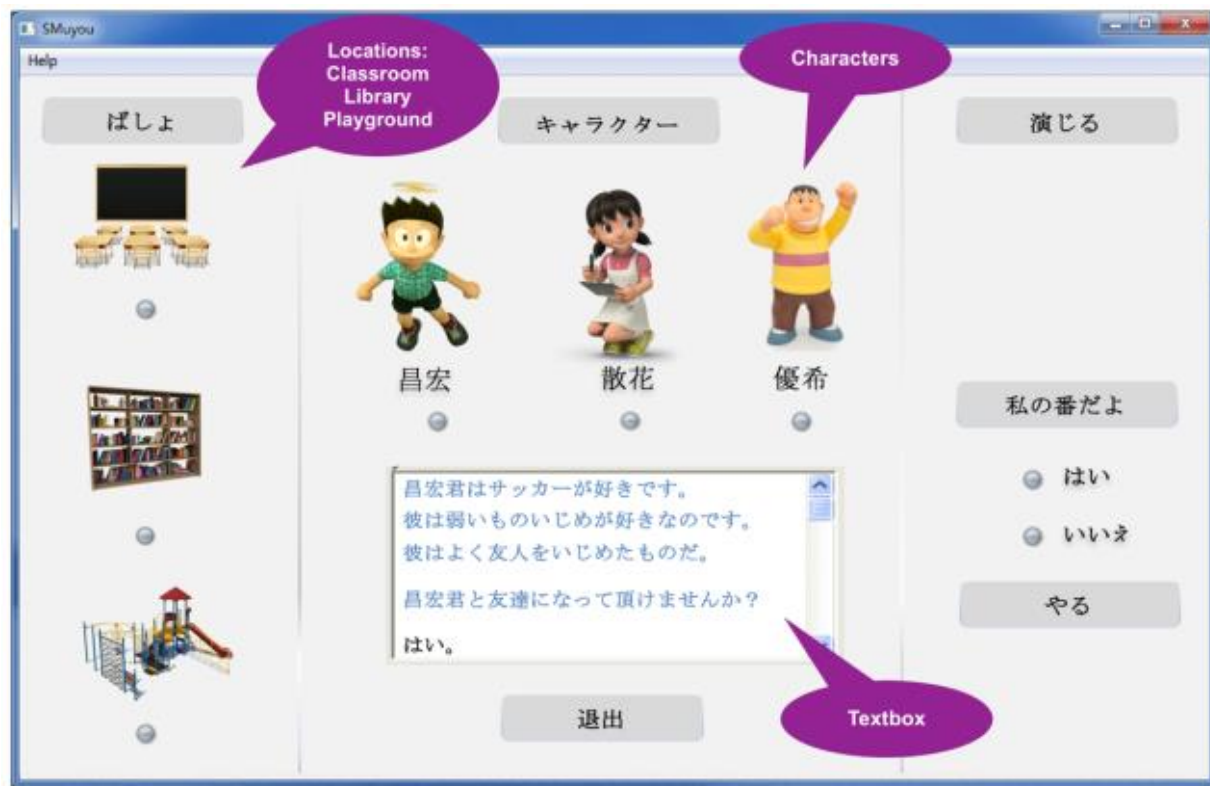 SMuyou
Help
Locations:
Classroom
Library
Playground
Characters
ばしょ
キャラクター
演じる
昌宏
散花
優希
私の番だよ
はい
いいえ
昌宏君はサッカーが好きです。
彼は弱いものいじめが好きなのです。
彼はよく友人をいじめたものだ。
昌宏君と友達になって頂けませんか？
はい。
やる
退出
Textbox